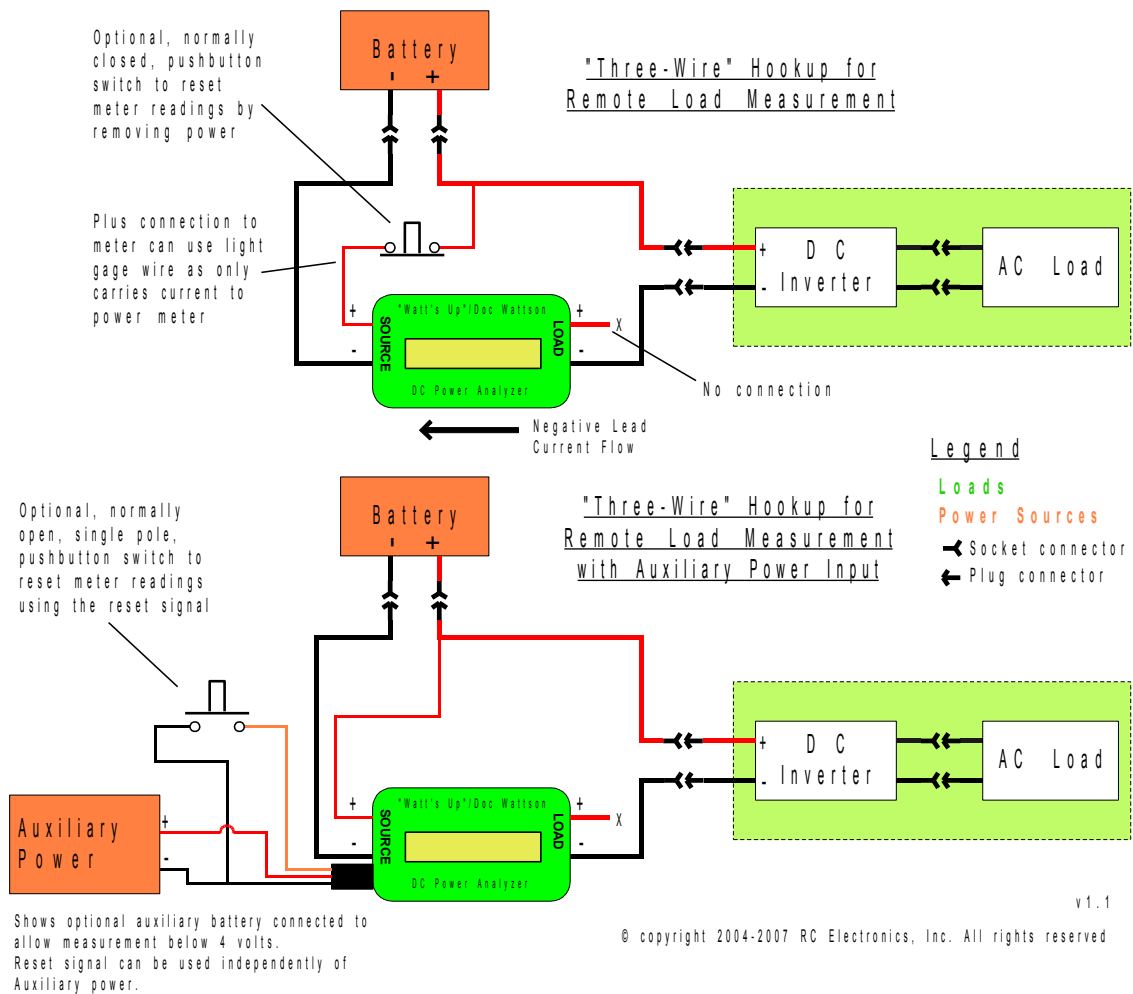 Optional, normally
closed, pushbutton
switch to reset
meter readings by
removing power
Battery
- +
"Three-Wire" Hookup for
Remote Load Measurement
Plus connection to
meter can use light
gage wire as only
carries current to
power meter
+
-
SOURCE
"Watt's Up"/Doc Wattson
DC Power Analyzer
LOAD
+
-
X
No connection
+
-
DC
Inverter
AC Load
Negative Lead
Current Flow
Legend
Loads
Power Sources
Socket connector
Plug connector
Optional, normally
open, single pole,
pushbutton switch to
reset meter readings
using the reset signal
Battery
- +
"Three-Wire" Hookup for
Remote Load Measurement
with Auxiliary Power Input
+
-
SOURCE
"Watt's Up"/Doc Wattson
DC Power Analyzer
LOAD
+
-
X
+
-
DC
Inverter
AC Load
Auxiliary
Power
+
-
Shows optional auxiliary battery connected to
allow measurement below 4 volts.
Reset signal can be used independently of
Auxiliary power.
v1.1
© copyright 2004-2007 RC Electronics, Inc. All rights reserved